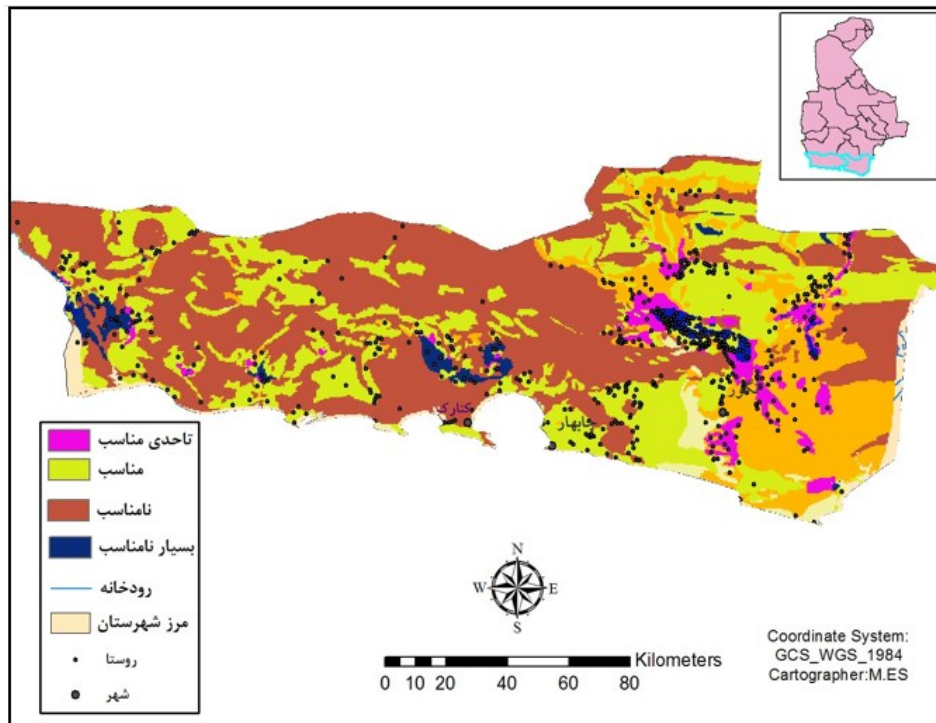 کنارک
چابهار
تاحدی مناسب
مناسب
نامناسب
بسیار نامناسب
رودخانه
مرز شهرستان
روستا
شهر
N
W
E
S
Kilometers
0 10 20 40 60 80
Coordinate System:
GCS_WGS_1984
Cartographer:M.ES